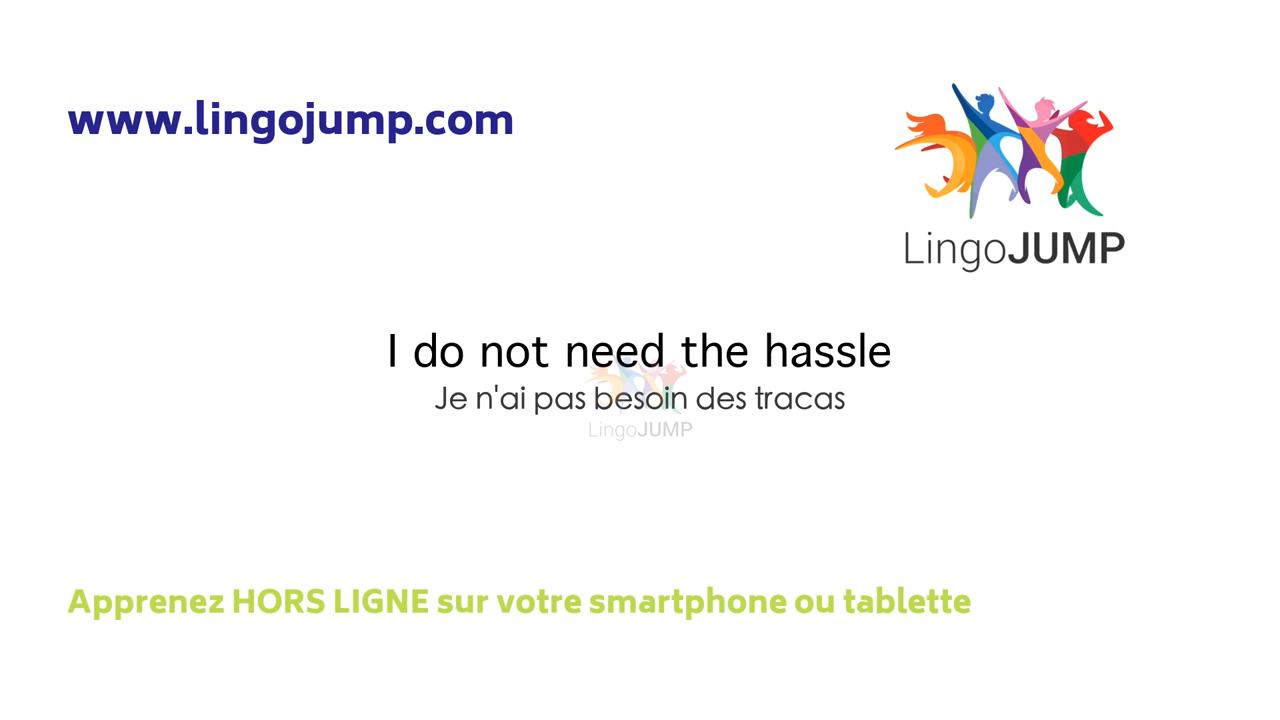 www.lingojump.com
LingoJUMP
I do not need the hassle
Je n'ai pas besoin des tracas
LingoJUMP
Apprenez HORS LIGNE sur votre smartphone ou tablette